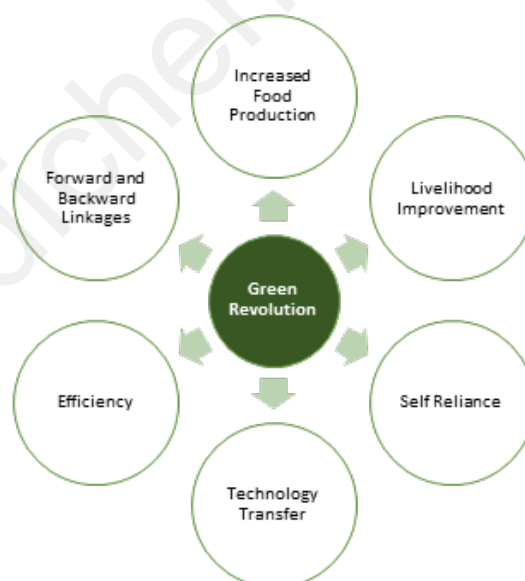 Increased
Food
Production
Forward and
Backward
Linkages
Livelihood
Improvement
Green
Revolution
Efficiency
Self Reliance
Technology
Transfer